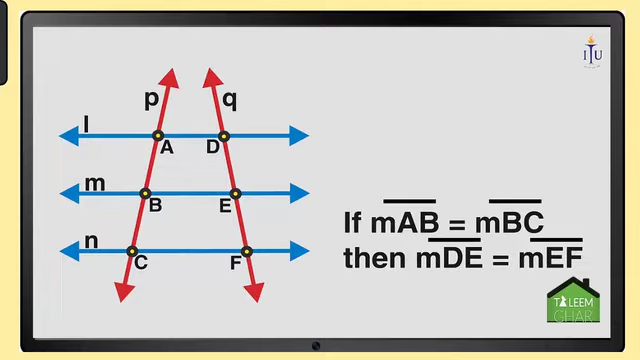 ITU
p
q
l
A
D
m
B
E
n
C
F
If mAB = mBC
then mDE = mEF
TALEEM
GHAR